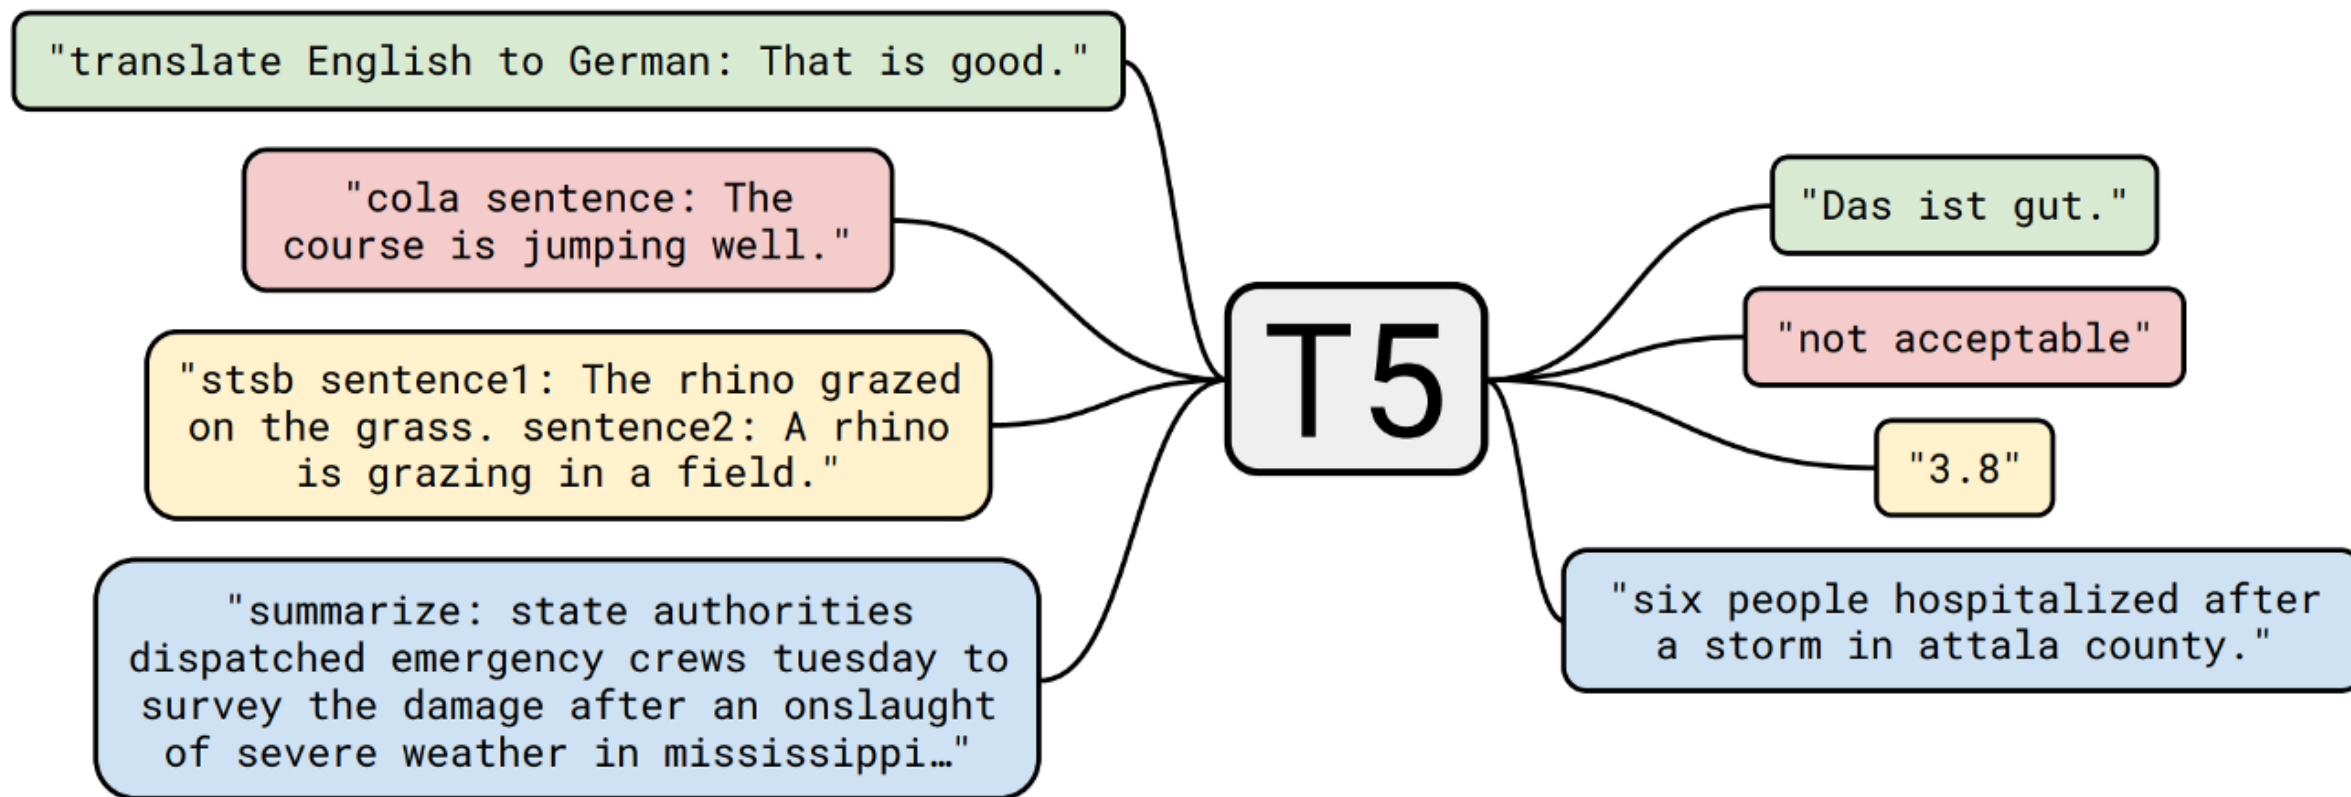 "translate English to German: That is good."
"cola sentence: The
course is jumping well."
"stsb sentence1: The rhino grazed
on the grass. sentence2: A rhino
is grazing in a field."
"summarize: state authorities
dispatched emergency crews tuesday to
survey the damage after an onslaught
of severe weather in mississippi…"
T5
"Das ist gut."
"not acceptable"
"3.8"
"six people hospitalized after
a storm in attala county."